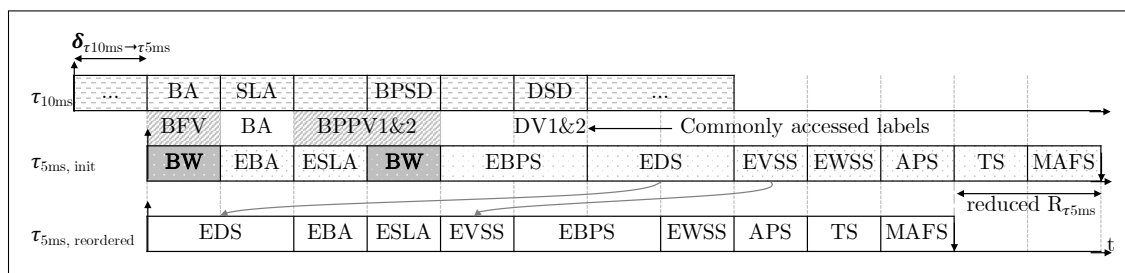 δτ10ms→τ5ms
τ10ms ... BA SLA BPSD DSD ...
BFV BA BPPV1&2 DV1&2 Commonly accessed labels
τ5ms, init BW EBA ESLA BW EBPS EDS EVSS EWSS APS TS MAFS
reduced Rτ5ms
τ5ms, reordered EDS EBA ESLA EVSS EBPS EWSS APS TS MAFS
t